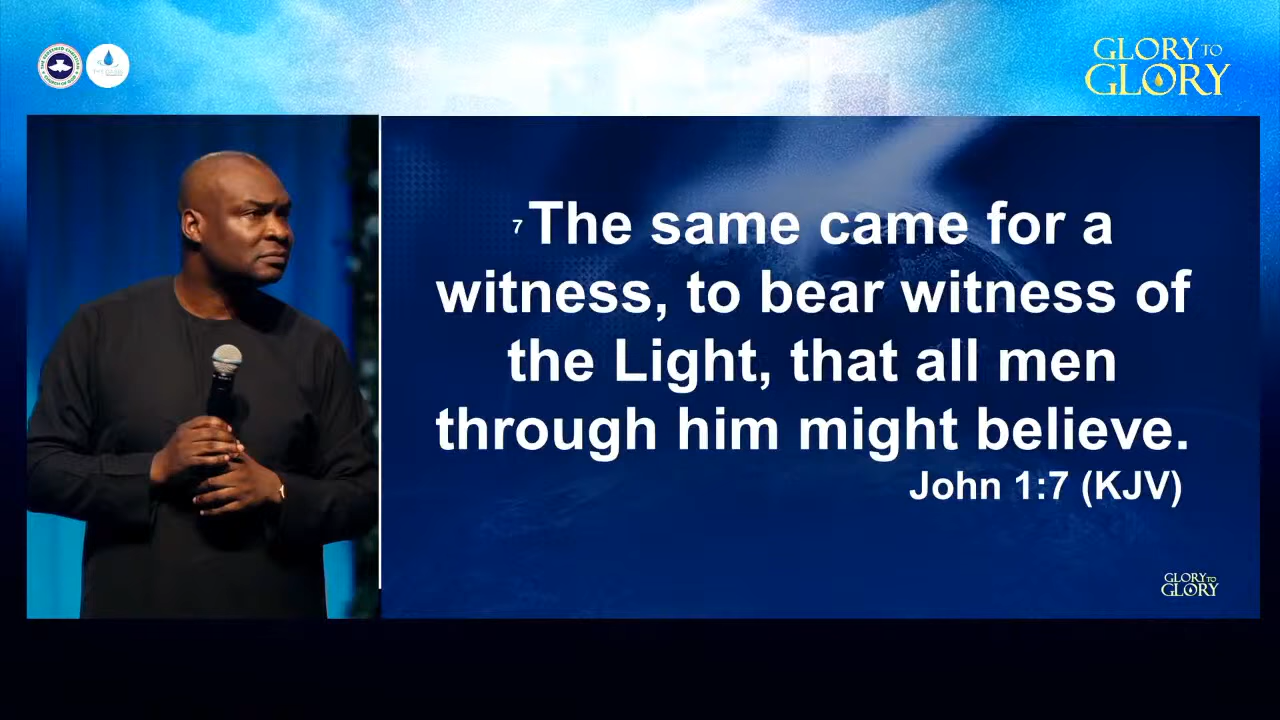 GLORY TO
GLORY
7 The same came for a
witness, to bear witness of
the Light, that all men
through him might believe.
John 1:7 (KJV)
GLORY TO
GLORY